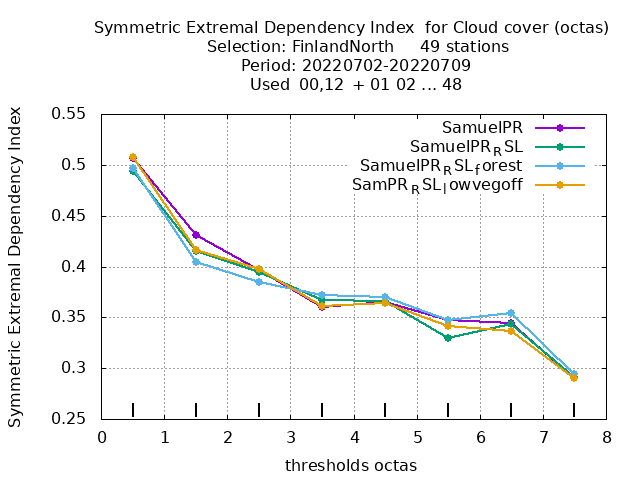 Symmetric Extremal Dependency Index for Cloud cover (octas)
Selection: FinlandNorth 49 stations
Period: 20220702-20220709
Used 00,12 + 01 02 ... 48
Symmetric Extremal Dependency Index
0.55
0.5
0.45
0.4
0.35
0.3
0.25
SamuelPR
SamuelPR_RSL
SamuelPR_RSL_forest
SamPR_RSL_lowvegoff
0 1 2 3 4 5 6 7 8
thresholds octas